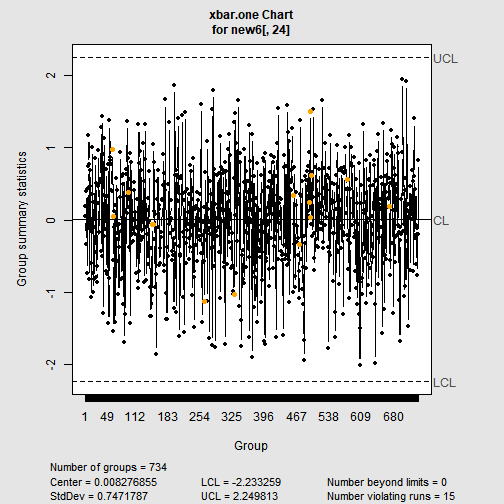 xbar.one Chart
for new6[, 24]
Group summary statistics
2
1
0
-1
-2
UCL
CL
LCL
1 49 112 183 254 325 396 467 538 609 680
Group
Number of groups = 734
Center = 0.008276855 LCL = -2.233259 Number beyond limits = 0
StdDev = 0.7471787 UCL = 2.249813 Number violating runs = 15